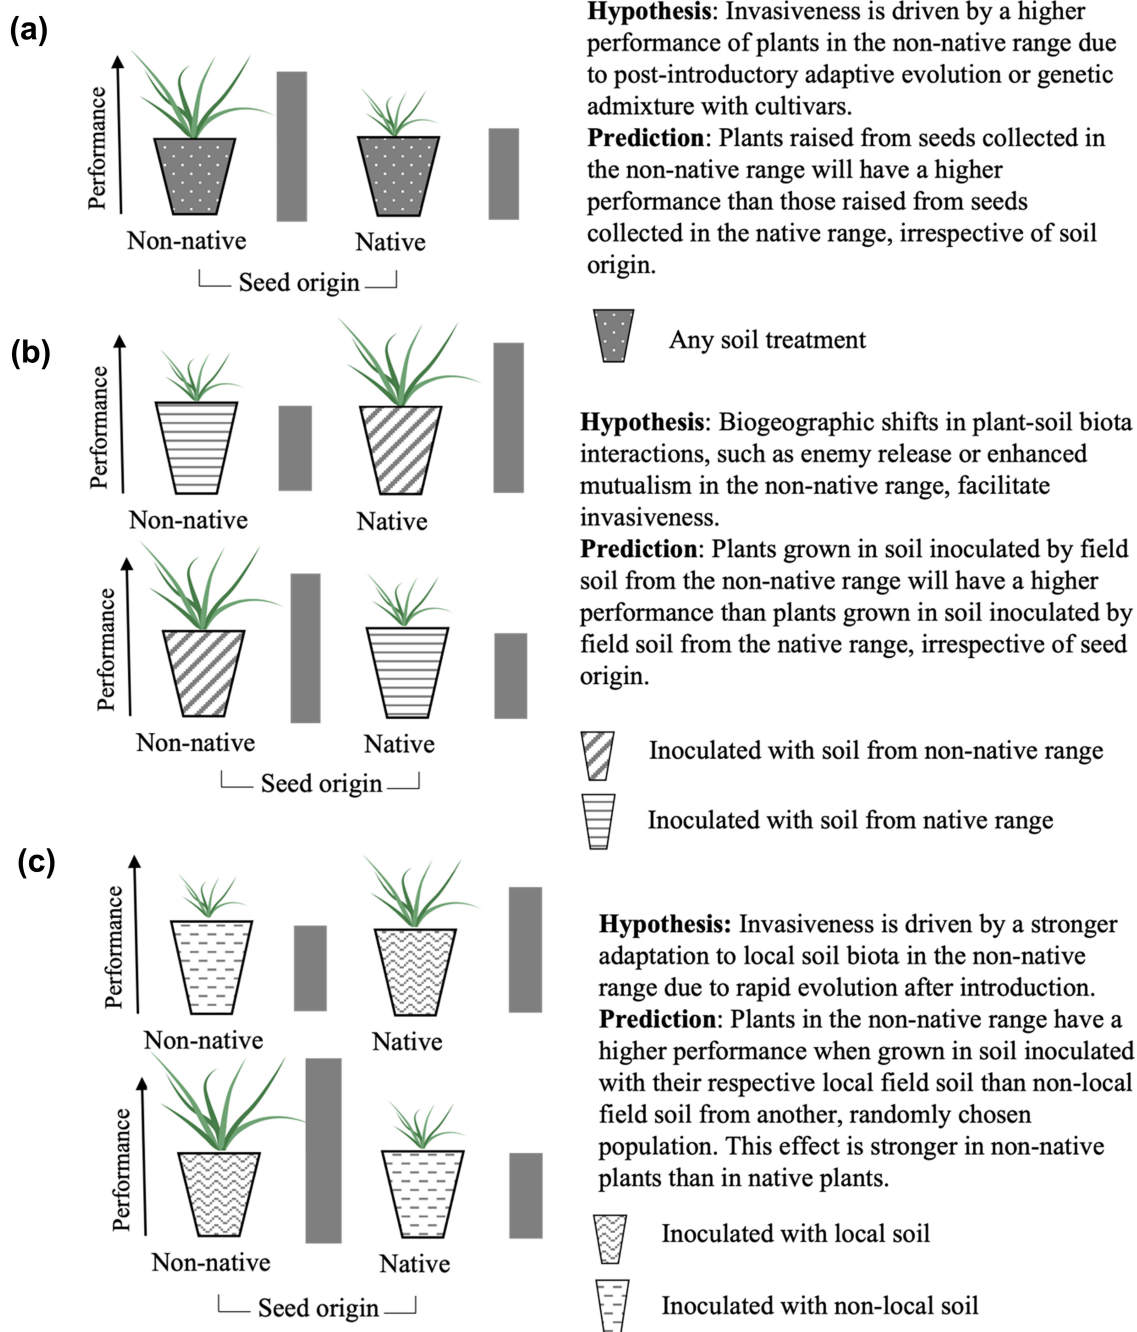 (a)
Performance
Non-native
Native
Seed origin
Hypothesis: Invasiveness is driven by a higher
performance of plants in the non-native range due
to post-introductory adaptive evolution or genetic
admixture with cultivars.
Prediction: Plants raised from seeds collected in
the non-native range will have a higher
performance than those raised from seeds
collected in the native range, irrespective of soil
origin.
Any soil treatment
(b)
Performance
Non-native
Native
Performance
Non-native
Native
Seed origin
Hypothesis: Biogeographic shifts in plant-soil biota
interactions, such as enemy release or enhanced
mutualism in the non-native range, facilitate
invasiveness.
Prediction: Plants grown in soil inoculated by field
soil from the non-native range will have a higher
performance than plants grown in soil inoculated by
field soil from the native range, irrespective of seed
origin.
Inoculated with soil from non-native range
Inoculated with soil from native range
(c)
Performance
Non-native
Native
Performance
Non-native
Native
Seed origin
Hypothesis: Invasiveness is driven by a stronger
adaptation to local soil biota in the non-native
range due to rapid evolution after introduction.
Prediction: Plants in the non-native range have a
higher performance when grown in soil inoculated
with their respective local field soil than non-local
field soil from another, randomly chosen
population. This effect is stronger in non-native
plants than in native plants.
Inoculated with local soil
Inoculated with non-local soil